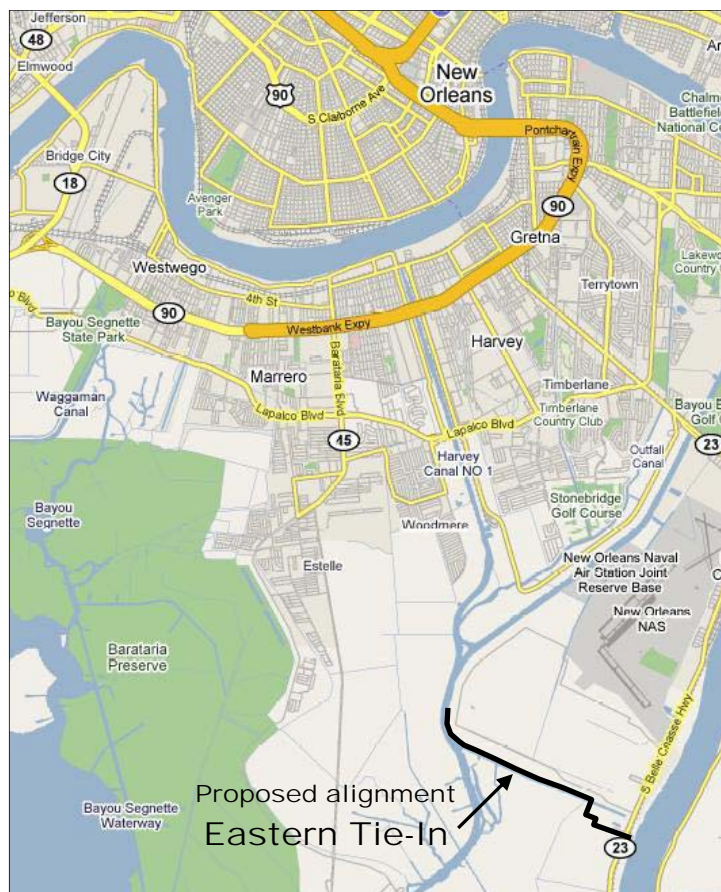 Jefferson
48
Elmwood
90
S Claiborne Ave
New
Orleans
Chalm
Battlefield
National C
Pontchartrain Expy
Bridge City
18
Avenger
Park
90
Gretna
Westwego
4th St
Lakewo
Country
Terrytown
90
Bayou Segnette
State Park
Westbank Expy
Harvey
Marrero
Barataria Blvd
Timberlane
Waggaman
Canal
Lapalco Blvd
45
Lapalco Blvd
Timberlane
Country Club
Bayou B
Golf C
23
Harvey
Canal NO 1
Outfall
Canal
Bayou
Segnette
Woodmere
Stonebridge
Golf Course
Estelle
New Orleans Naval
Air Station Joint
Reserve Base
New Orleans
NAS
Barataria
Preserve
S Belle Chasse Hwy
Bayou Segnette
Waterway
Proposed alignment
Eastern Tie-In
23